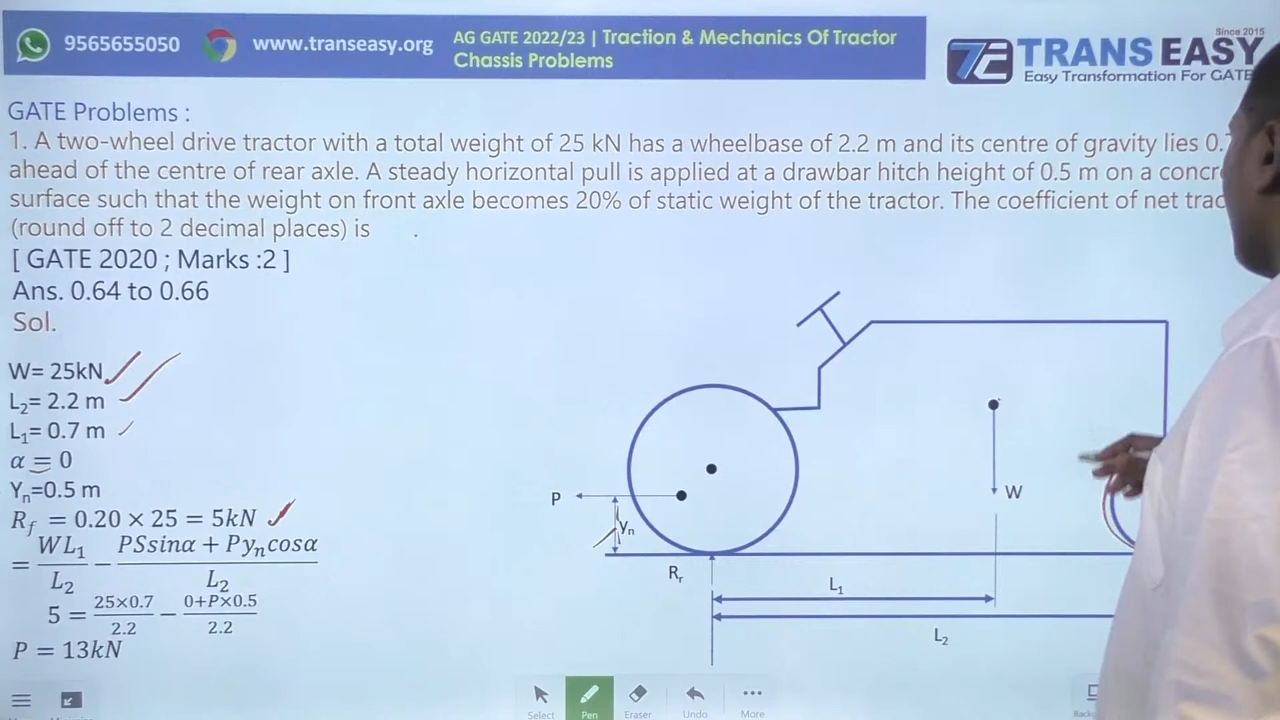 9565655050
www.transeasy.org
AG GATE 2022/23 | Traction & Mechanics Of Tractor
Chassis Problems
Since 2015
TRANS EASY
Easy Transformation For GATE
GATE Problems :
1. A two-wheel drive tractor with a total weight of 25 kN has a wheelbase of 2.2 m and its centre of gravity lies 0.7
ahead of the centre of rear axle. A steady horizontal pull is applied at a drawbar hitch height of 0.5 m on a
surface such that the weight on front axle becomes 20% of static weight of the tractor. The coefficient of net
(round off to 2 decimal places) is .
[ GATE 2020 ; Marks :2 ]
Ans. 0.64 to 0.66
Sol.
W= 25kN
L₂= 2.2 m
L₁= 0.7 m
α = 0
Yₙ=0.5 m
R_f = 0.20 × 25 = 5kN
= WL₁/L₂ − (PSsinα + Pyₙcosα)/L₂
5 = 25×0.7/2.2 − (0+P×0.5)/2.2
P = 13kN
P
yₙ
W
Rᵣ
L₁
L₂
Select
Pen
Eraser
Undo
More